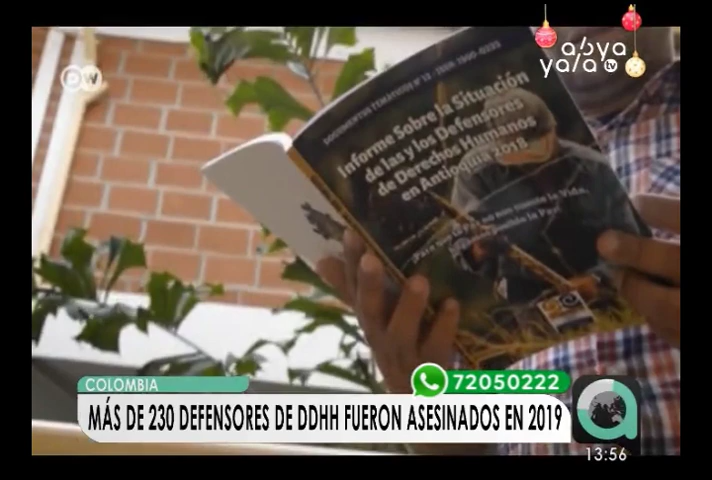 abya
yala tv
DW
DOCUMENTOS TEMÁTICOS Nº 12
Informe Sobre la Situación
de las y los Defensores
de Derechos Humanos
en Antioquia 2018
COLOMBIA
72050222
MÁS DE 230 DEFENSORES DE DDHH FUERON ASESINADOS EN 2019
13:56